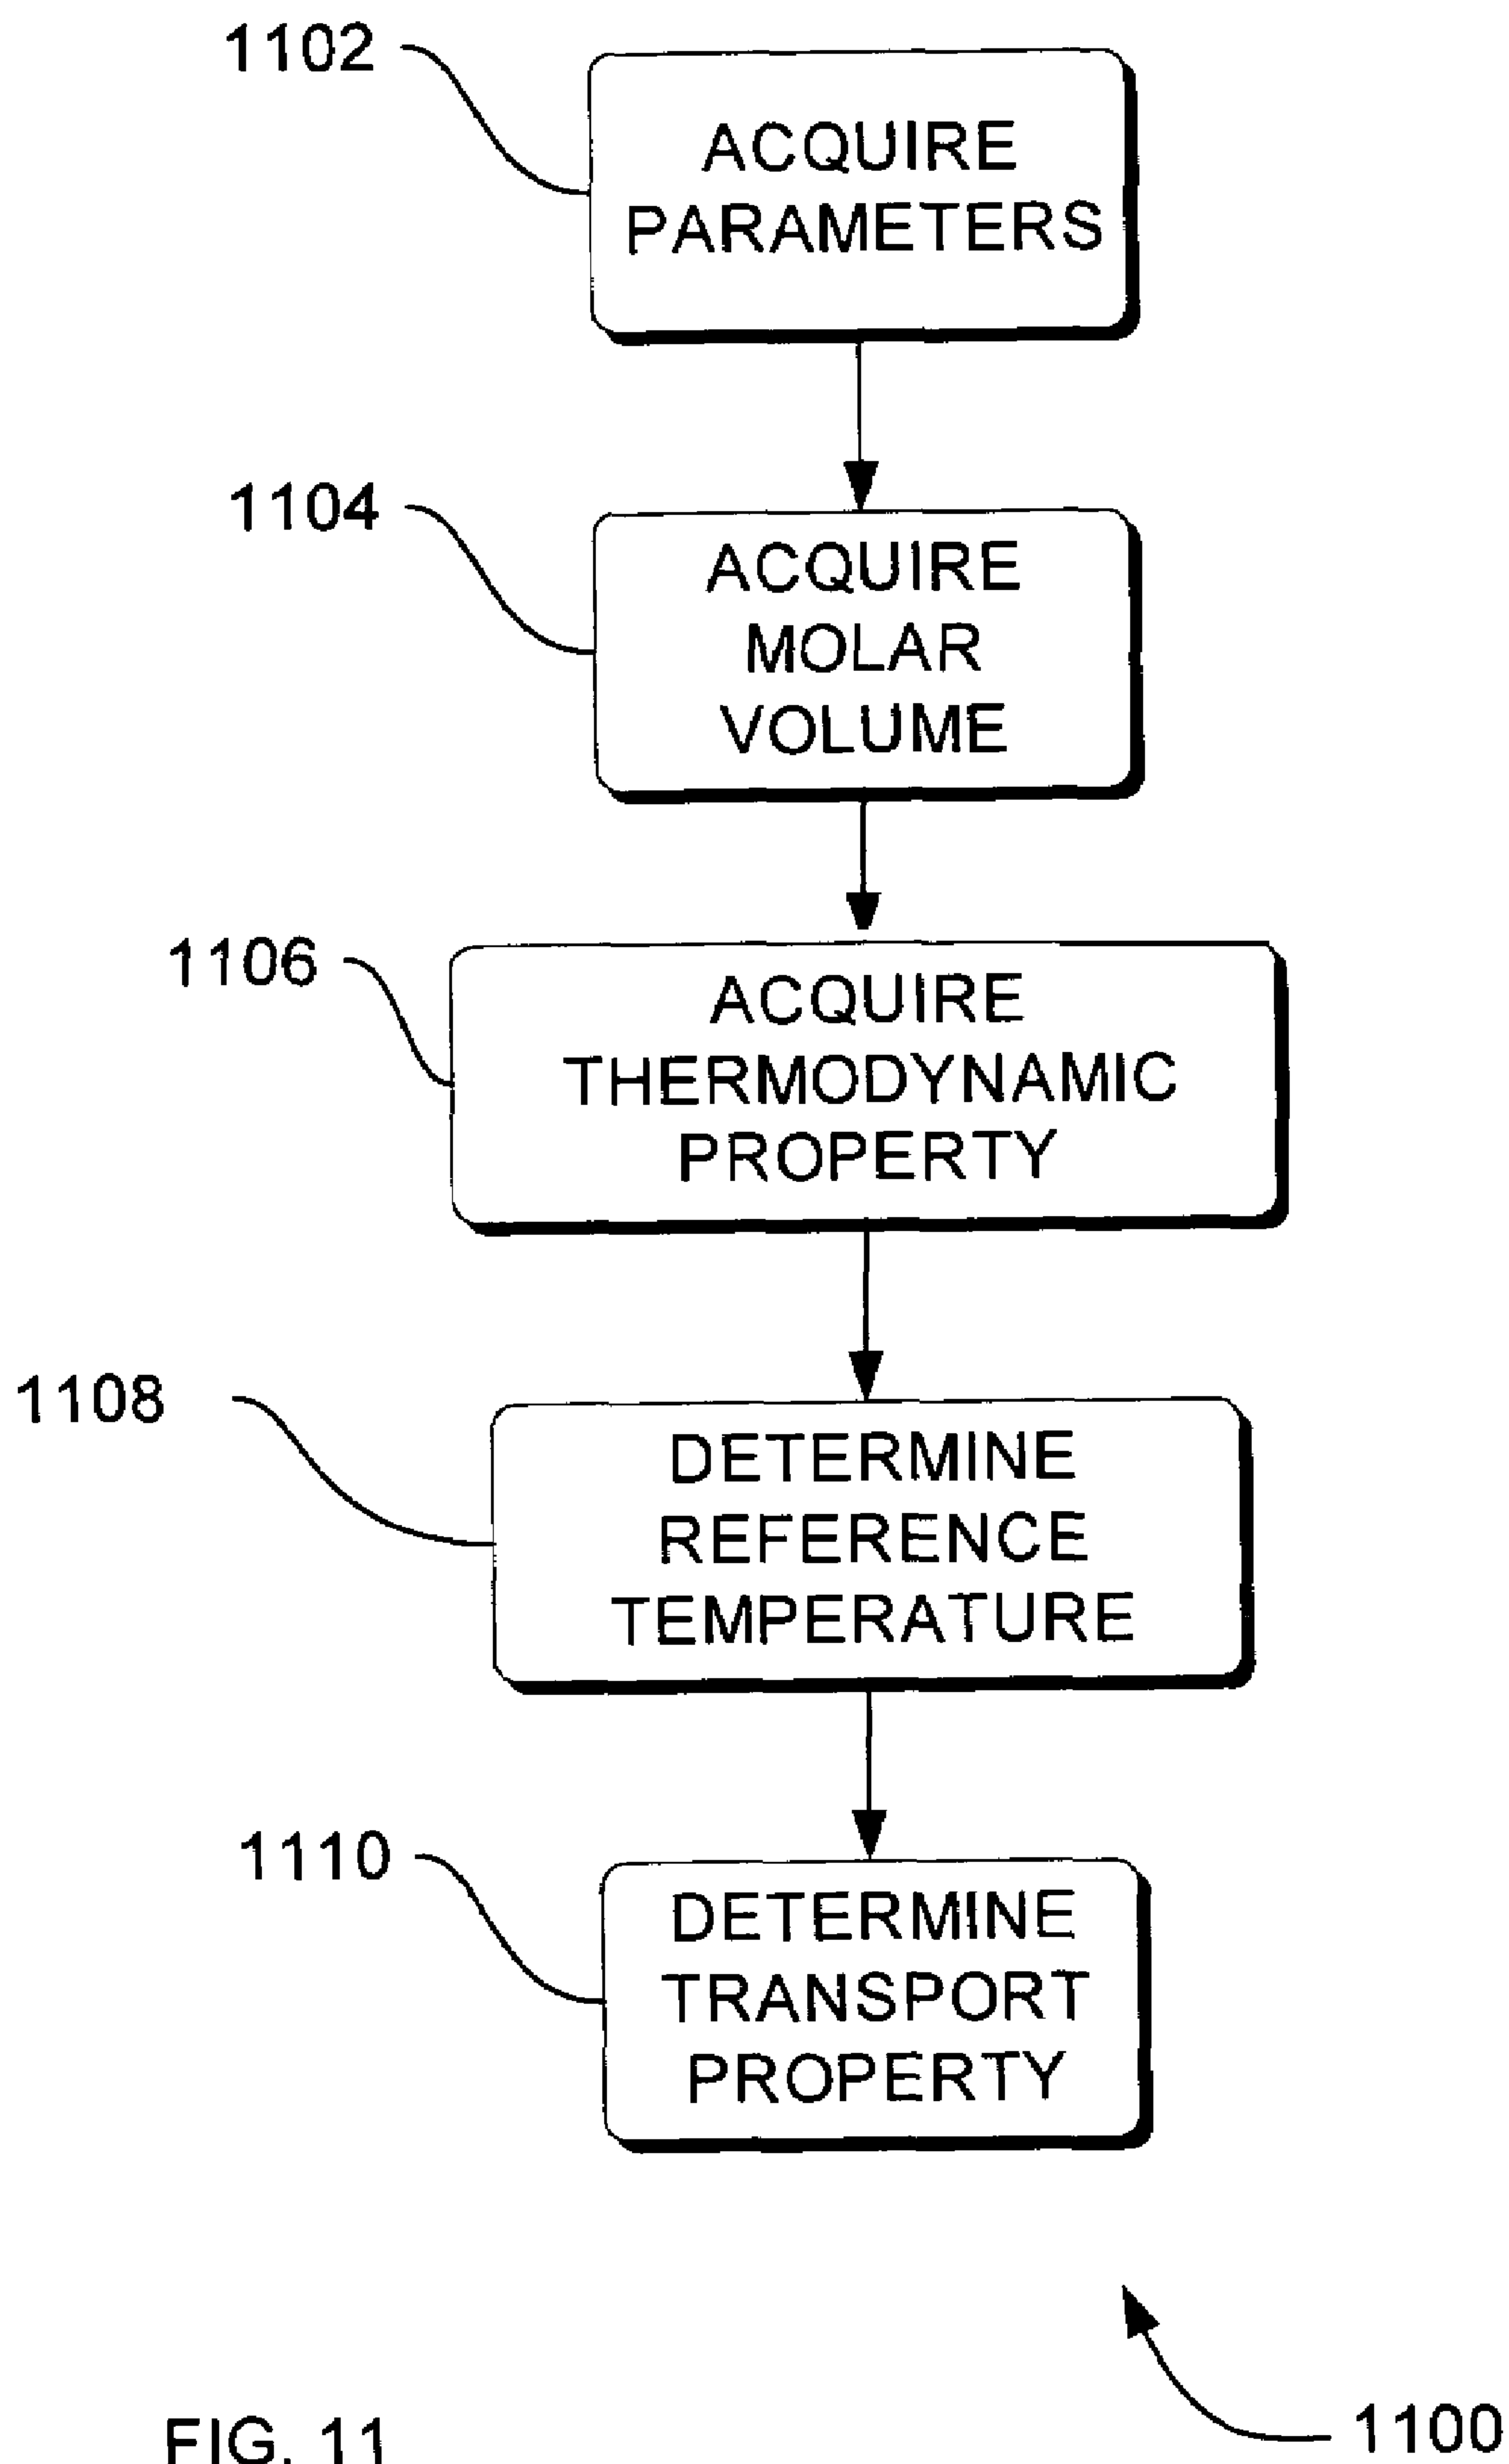 1102
ACQUIRE
PARAMETERS
1104
ACQUIRE
MOLAR
VOLUME
1106
ACQUIRE
THERMODYNAMIC
PROPERTY
1108
DETERMINE
REFERENCE
TEMPERATURE
1110
DETERMINE
TRANSPORT
PROPERTY
1100
FIG. 11